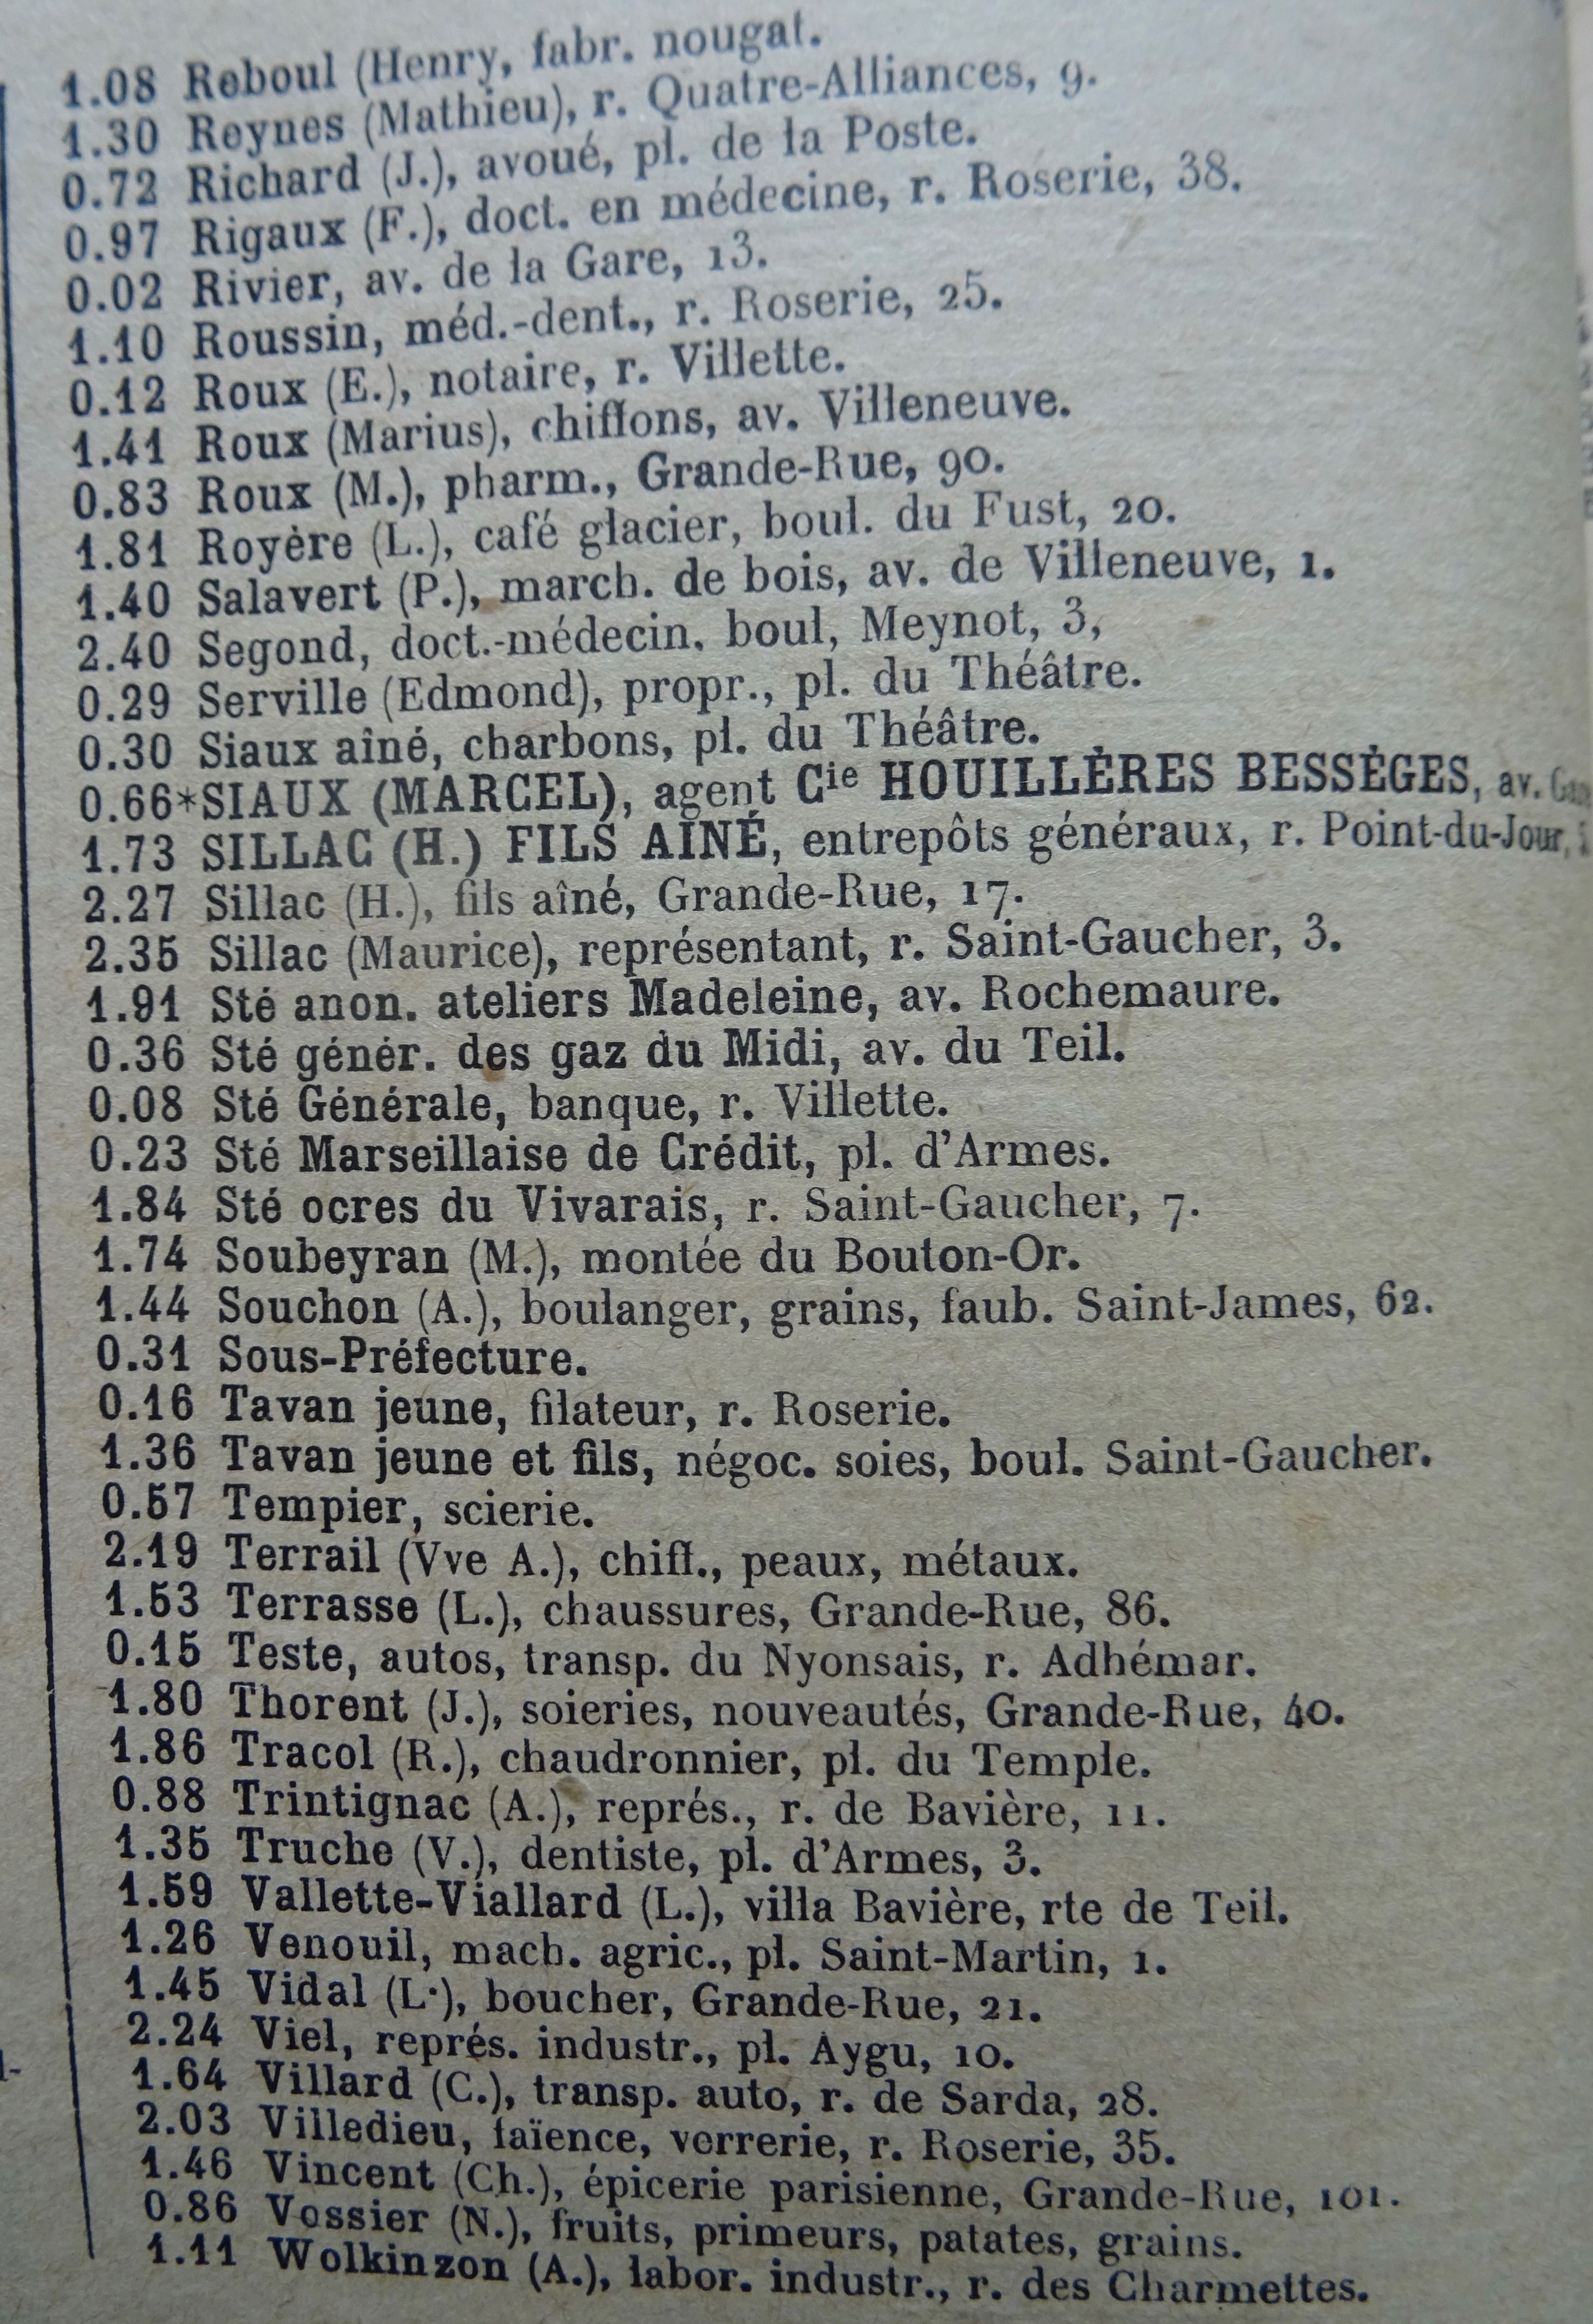 1.08 Reboul (Henry, fabr. nougat.
1.30 Reynes (Mathieu), r. Quatre-Alliances, 9.
0.72 Richard (J.), avoué, pl. de la Poste.
0.97 Rigaux (F.), doct. en médecine, r. Roserie, 38.
0.02 Rivier, av. de la Gare, 13.
1.10 Roussin, méd.-dent., r. Roserie, 25.
0.12 Roux (E.), notaire, r. Villette.
1.41 Roux (Marius), chiffons, av. Villeneuve.
0.83 Roux (M.), pharm., Grande-Rue, 90.
1.81 Royère (L.), café glacier, boul. du Fust, 20.
1.40 Salavert (P.), march. de bois, av. de Villeneuve, 1.
2.40 Segond, doct.-médecin. boul, Meynot, 3,
0.29 Serville (Edmond), propr., pl. du Théâtre.
0.30 Siaux aîné, charbons, pl. du Théâtre.
0.66*SIAUX (MARCEL), agent Cie HOUILLÈRES BESSÈGES, av.
1.73 SILLAC (H.) FILS AÎNÉ, entrepôts généraux, r. Point-du-Jour,
2.27 Sillac (H.), fils aîné, Grande-Rue, 17.
2.35 Sillac (Maurice), représentant, r. Saint-Gaucher, 3.
1.91 Sté anon. ateliers Madeleine, av. Rochemaure.
0.36 Sté génér. des gaz du Midi, av. du Teil.
0.08 Sté Générale, banque, r. Villette.
0.23 Sté Marseillaise de Crédit, pl. d'Armes.
1.84 Sté ocres du Vivarais, r. Saint-Gaucher, 7.
1.74 Soubeyran (M.), montée du Bouton-Or.
1.44 Souchon (A.), boulanger, grains, faub. Saint-James, 62.
0.31 Sous-Préfecture.
0.16 Tavan jeune, filateur, r. Roserie.
1.36 Tavan jeune et fils, négoc. soies, boul. Saint-Gaucher.
0.57 Tempier, scierie.
2.19 Terrail (Vve A.), chiff., peaux, métaux.
1.53 Terrasse (L.), chaussures, Grande-Rue, 86.
0.15 Teste, autos, transp. du Nyonsais, r. Adhémar.
1.80 Thorent (J.), soieries, nouveautés, Grande-Rue, 40.
1.86 Tracol (R.), chaudronnier, pl. du Temple.
0.88 Trintignac (A.), représ., r. de Bavière, 11.
1.35 Truche (V.), dentiste, pl. d'Armes, 3.
1.59 Vallette-Viallard (L.), villa Bavière, rte de Teil.
1.26 Venouil, mach. agric., pl. Saint-Martin, 1.
1.45 Vidal (L·), boucher, Grande-Rue, 21.
2.24 Viel, représ. industr., pl. Aygu, 10.
1.64 Villard (C.), transp. auto, r. de Sarda, 28.
2.03 Villedieu, faïence, verrerie, r. Roserie, 35.
1.46 Vincent (Ch.), épicerie parisienne, Grande-Rue, 101.
0.86 Vossier (N.), fruits, primeurs, patates, grains.
1.11 Wolkinzon (A.), labor. industr., r. des Charmettes.